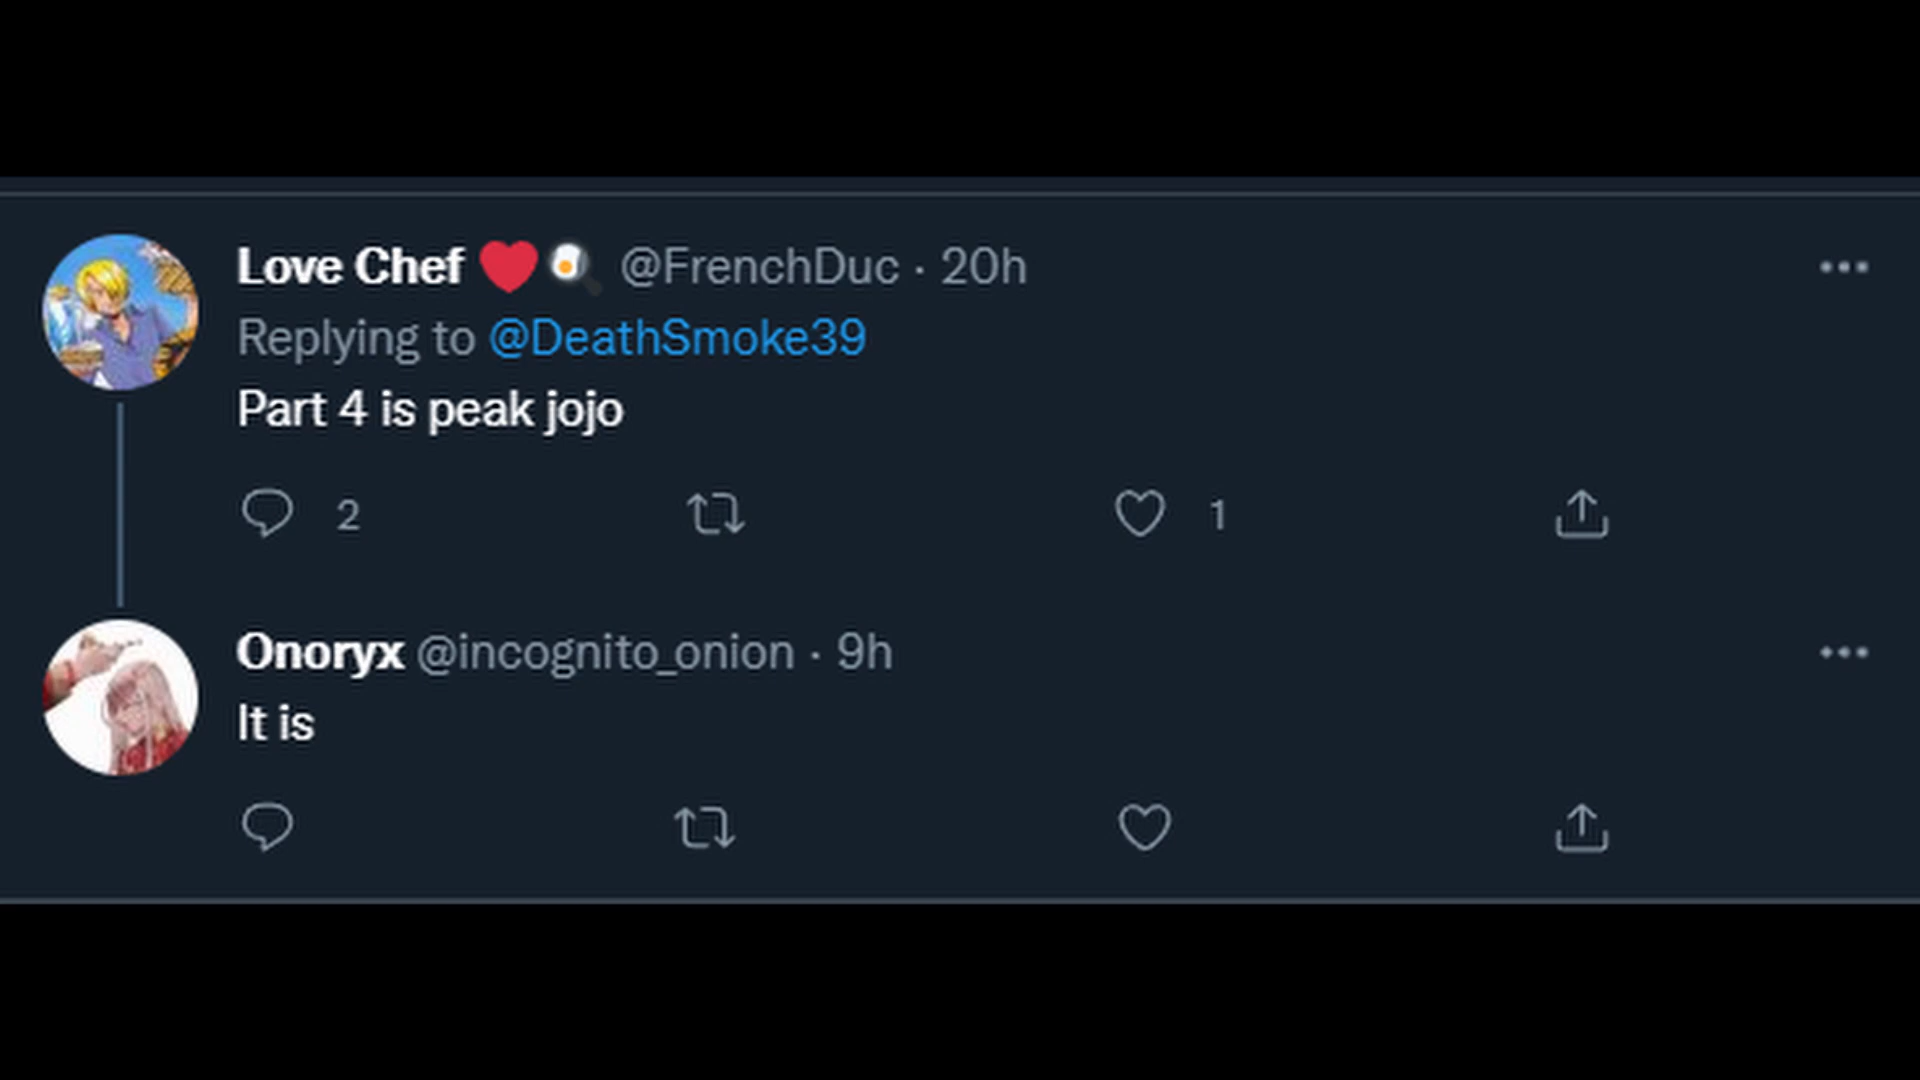 Love Chef ❤️🍳 @FrenchDuc · 20h
Replying to @DeathSmoke39
Part 4 is peak jojo
2 1
Onoryx @incognito_onion · 9h
It is